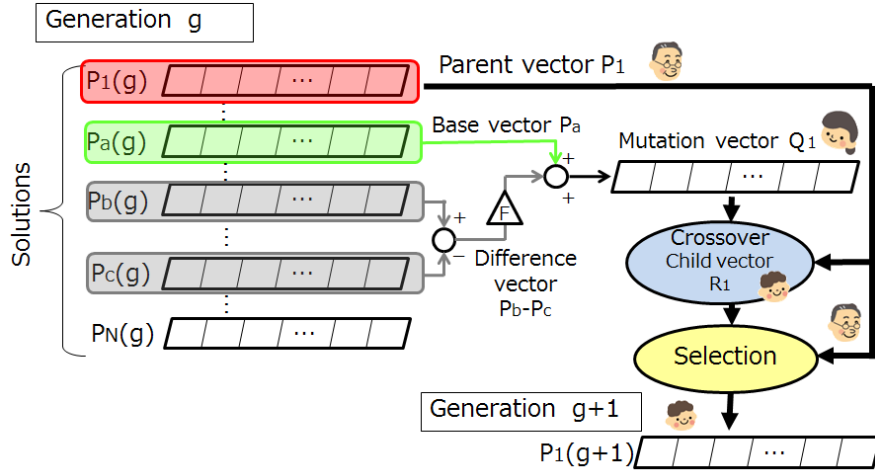 Generation g
Solutions
P1(g)
Parent vector P1
⋮
Pa(g)
Base vector Pa
⋮
Pb(g)
Pc(g)
⋮
PN(g)
+
−
F
+
+
Difference
vector
Pb-Pc
Mutation vector Q1
Crossover
Child vector
R1
Selection
Generation g+1
P1(g+1)